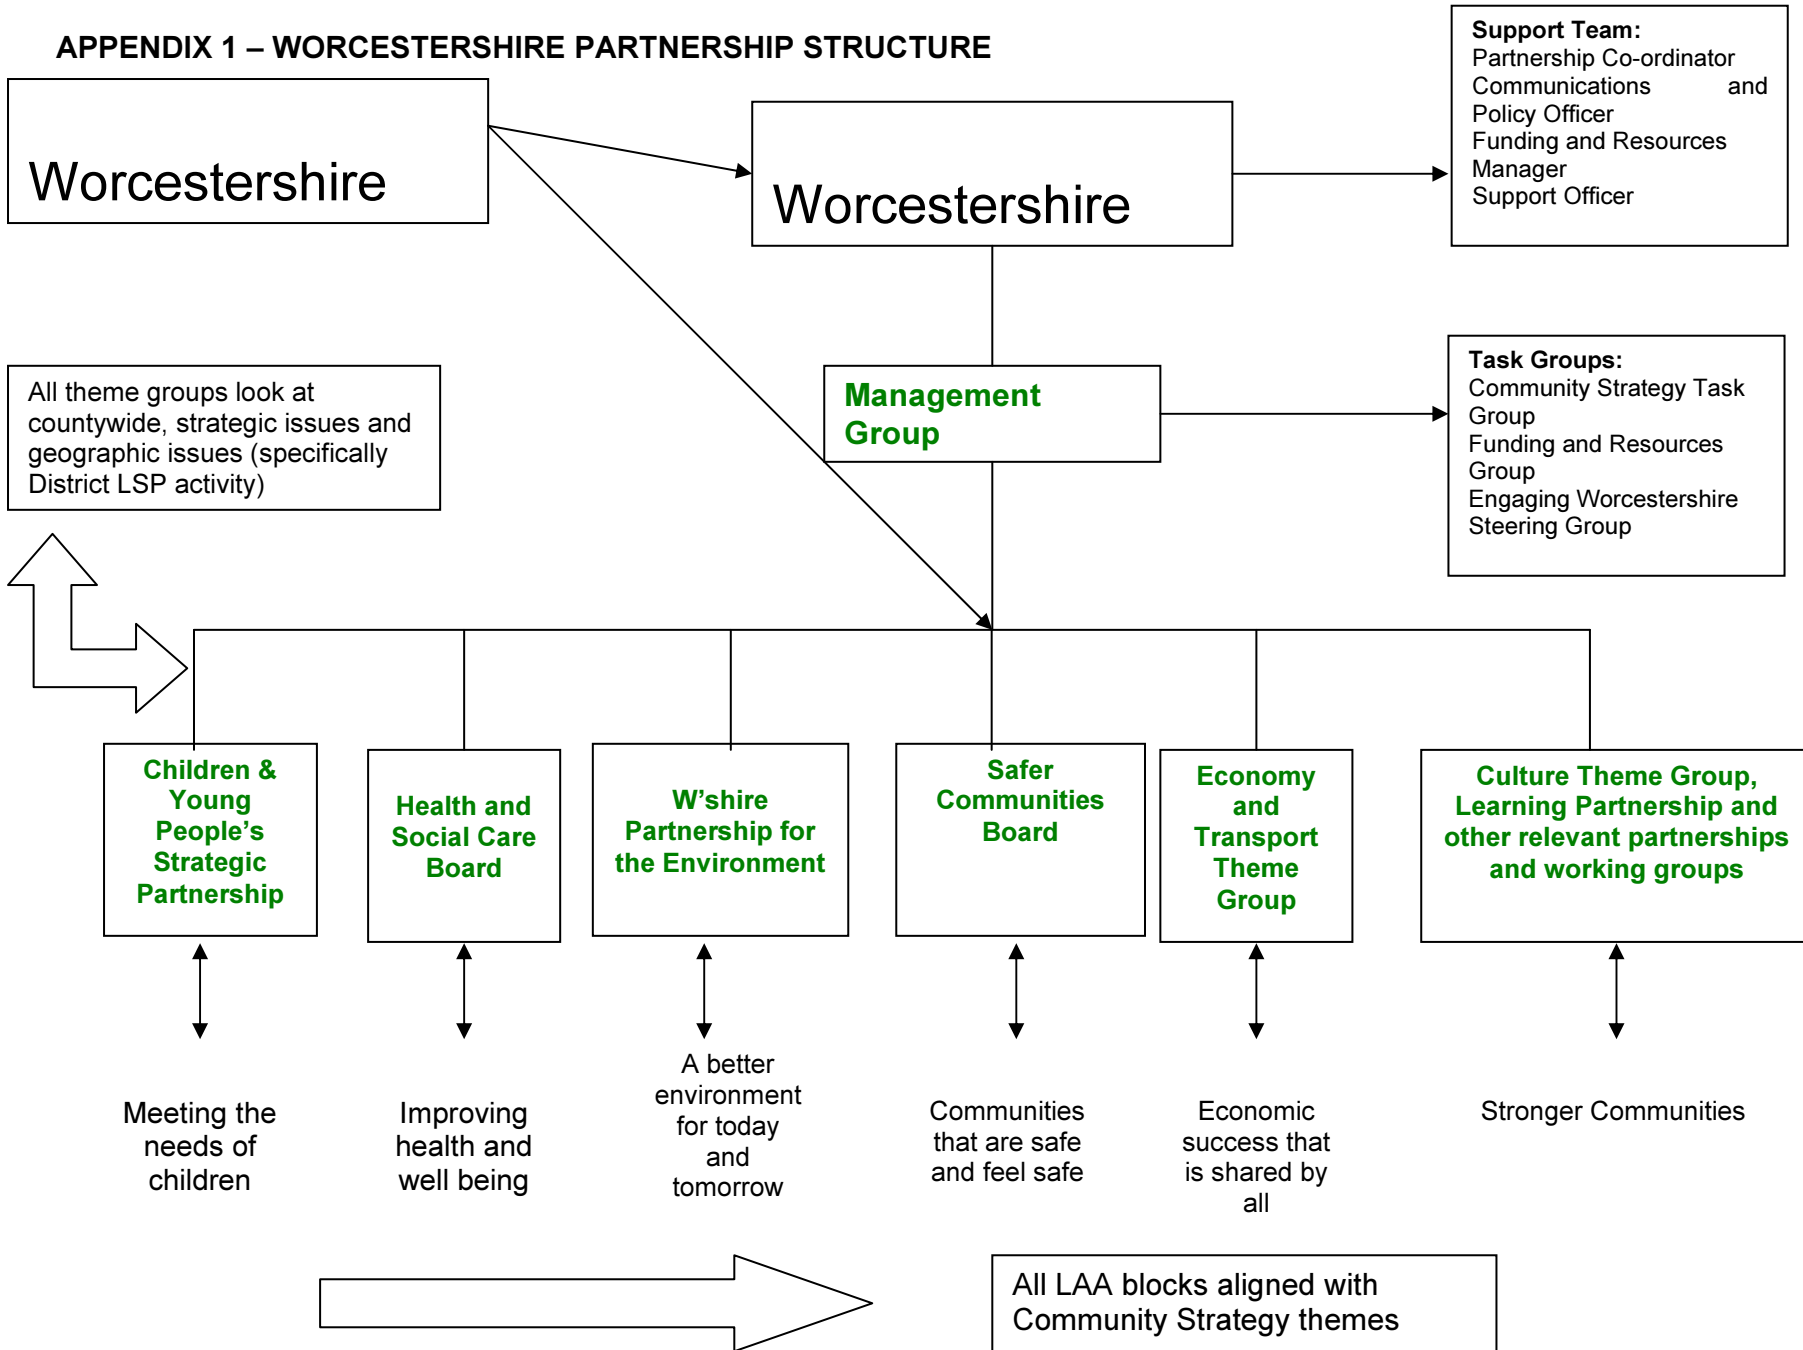 APPENDIX 1 – WORCESTERSHIRE PARTNERSHIP STRUCTURE
Support Team:
Partnership Co-ordinator
Communications and
Policy Officer
Funding and Resources
Manager
Support Officer
Worcestershire
Worcestershire
All theme groups look at
countywide, strategic issues and
geographic issues (specifically
District LSP activity)
Management
Group
Task Groups:
Community Strategy Task
Group
Funding and Resources
Group
Engaging Worcestershire
Steering Group
Children &
Young
People’s
Strategic
Partnership
Health and
Social Care
Board
W’shire
Partnership for
the Environment
Safer
Communities
Board
Economy
and
Transport
Theme
Group
Culture Theme Group,
Learning Partnership and
other relevant partnerships
and working groups
Meeting the
needs of
children
Improving
health and
well being
A better
environment
for today
and
tomorrow
Communities
that are safe
and feel safe
Economic
success that
is shared by
all
Stronger Communities
All LAA blocks aligned with
Community Strategy themes